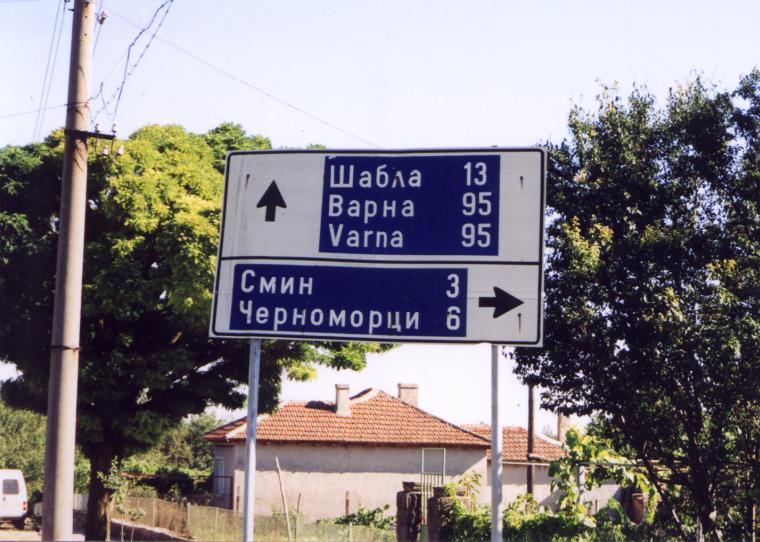 Шабла 13
Варна 95
Varna 95
Смин 3
Черноморци 6